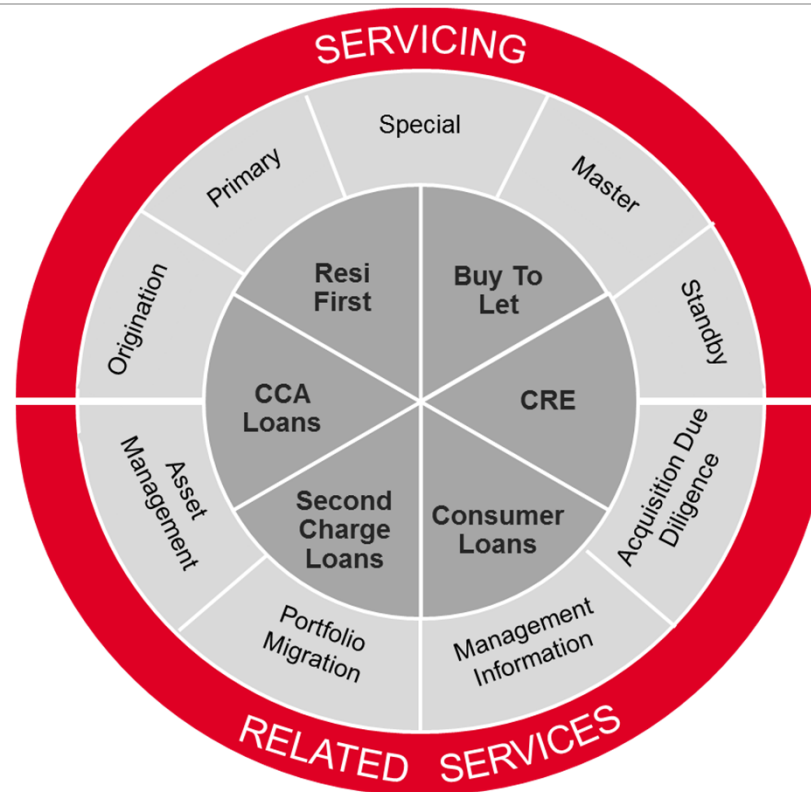 SERVICING
Special
Primary
Master
Origination
Standby
Resi
First
Buy To
Let
CCA
Loans
CRE
Second
Charge
Loans
Consumer
Loans
Asset
Management
Acquisition Due
Diligence
Portfolio
Migration
Management
Information
RELATED SERVICES